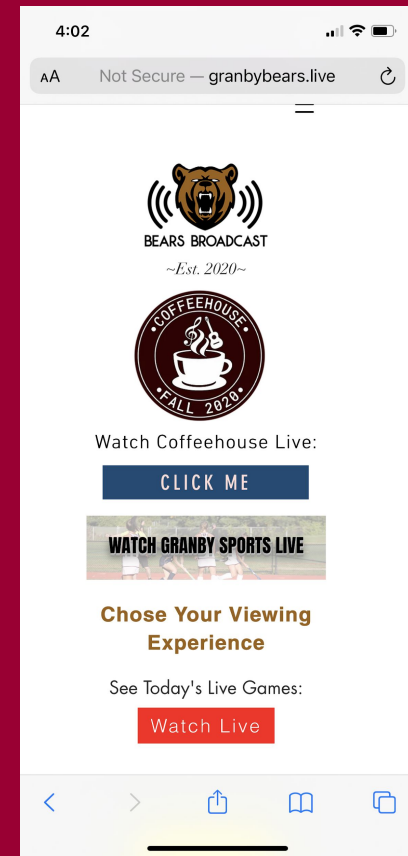 4:02
AA Not Secure — granbybears.live
BEARS BROADCAST
~Est. 2020~
•COFFEEHOUSE•
•FALL 2020•
Watch Coffeehouse Live:
CLICK ME
WATCH GRANBY SPORTS LIVE
Chose Your Viewing
Experience
See Today's Live Games:
Watch Live